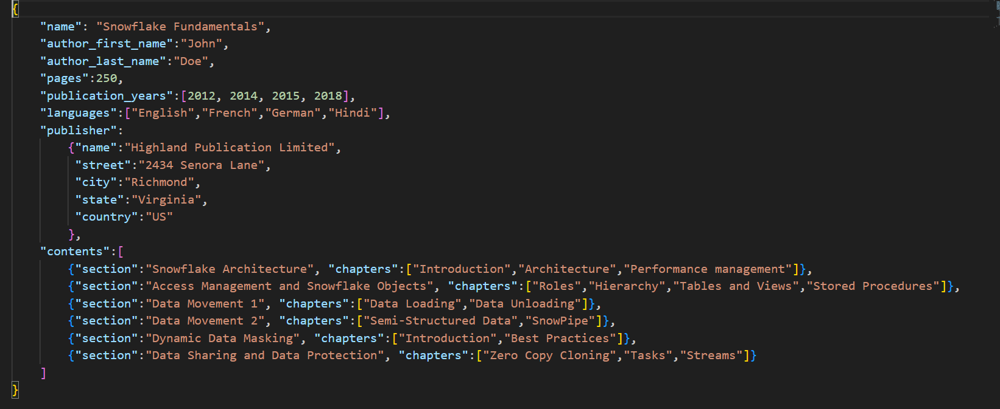 {
"name": "Snowflake Fundamentals",
"author_first_name":"John",
"author_last_name":"Doe",
"pages":250,
"publication_years":[2012, 2014, 2015, 2018],
"languages":["English","French","German","Hindi"],
"publisher":
{"name":"Highland Publication Limited",
"street":"2434 Senora Lane",
"city":"Richmond",
"state":"Virginia",
"country":"US"
},
"contents":[
{"section":"Snowflake Architecture", "chapters":["Introduction","Architecture","Performance management"]},
{"section":"Access Management and Snowflake Objects", "chapters":["Roles","Hierarchy","Tables and Views","Stored Procedures"]},
{"section":"Data Movement 1", "chapters":["Data Loading","Data Unloading"]},
{"section":"Data Movement 2", "chapters":["Semi-Structured Data","SnowPipe"]},
{"section":"Dynamic Data Masking", "chapters":["Introduction","Best Practices"]},
{"section":"Data Sharing and Data Protection", "chapters":["Zero Copy Cloning","Tasks","Streams"]}
]
}